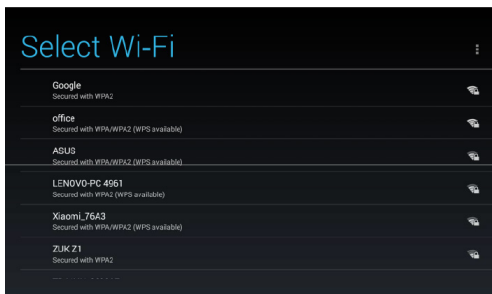 Select Wi-Fi
Google
Secured with WPA2
office
Secured with WPA/WPA2 (WPS available)
ASUS
Secured with WPA/WPA2 (WPS available)
LENOVO-PC 4961
Secured with WPA2 (WPS available)
Xiaomi_76A3
Secured with WPA/WPA2 (WPS available)
ZUK Z1
Secured with WPA2